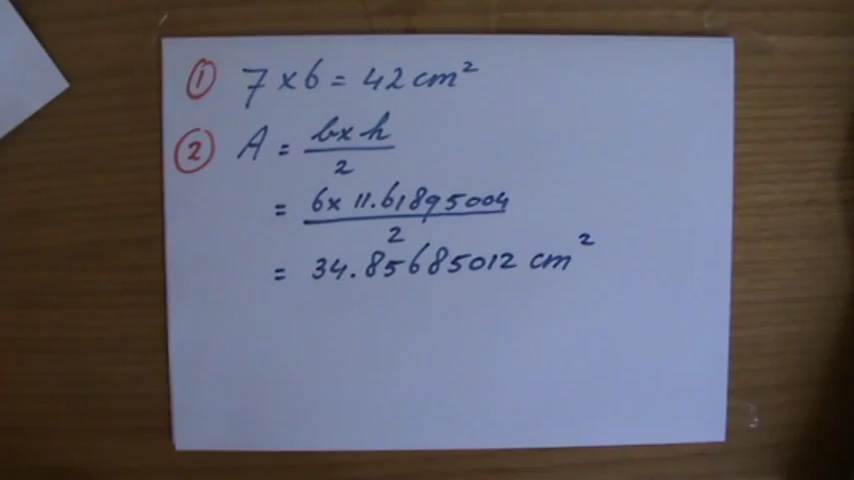 ① 7 × 6 = 42 cm²
② A = b × h / 2
= 6 × 11.61895004 / 2
= 34.85685012 cm²